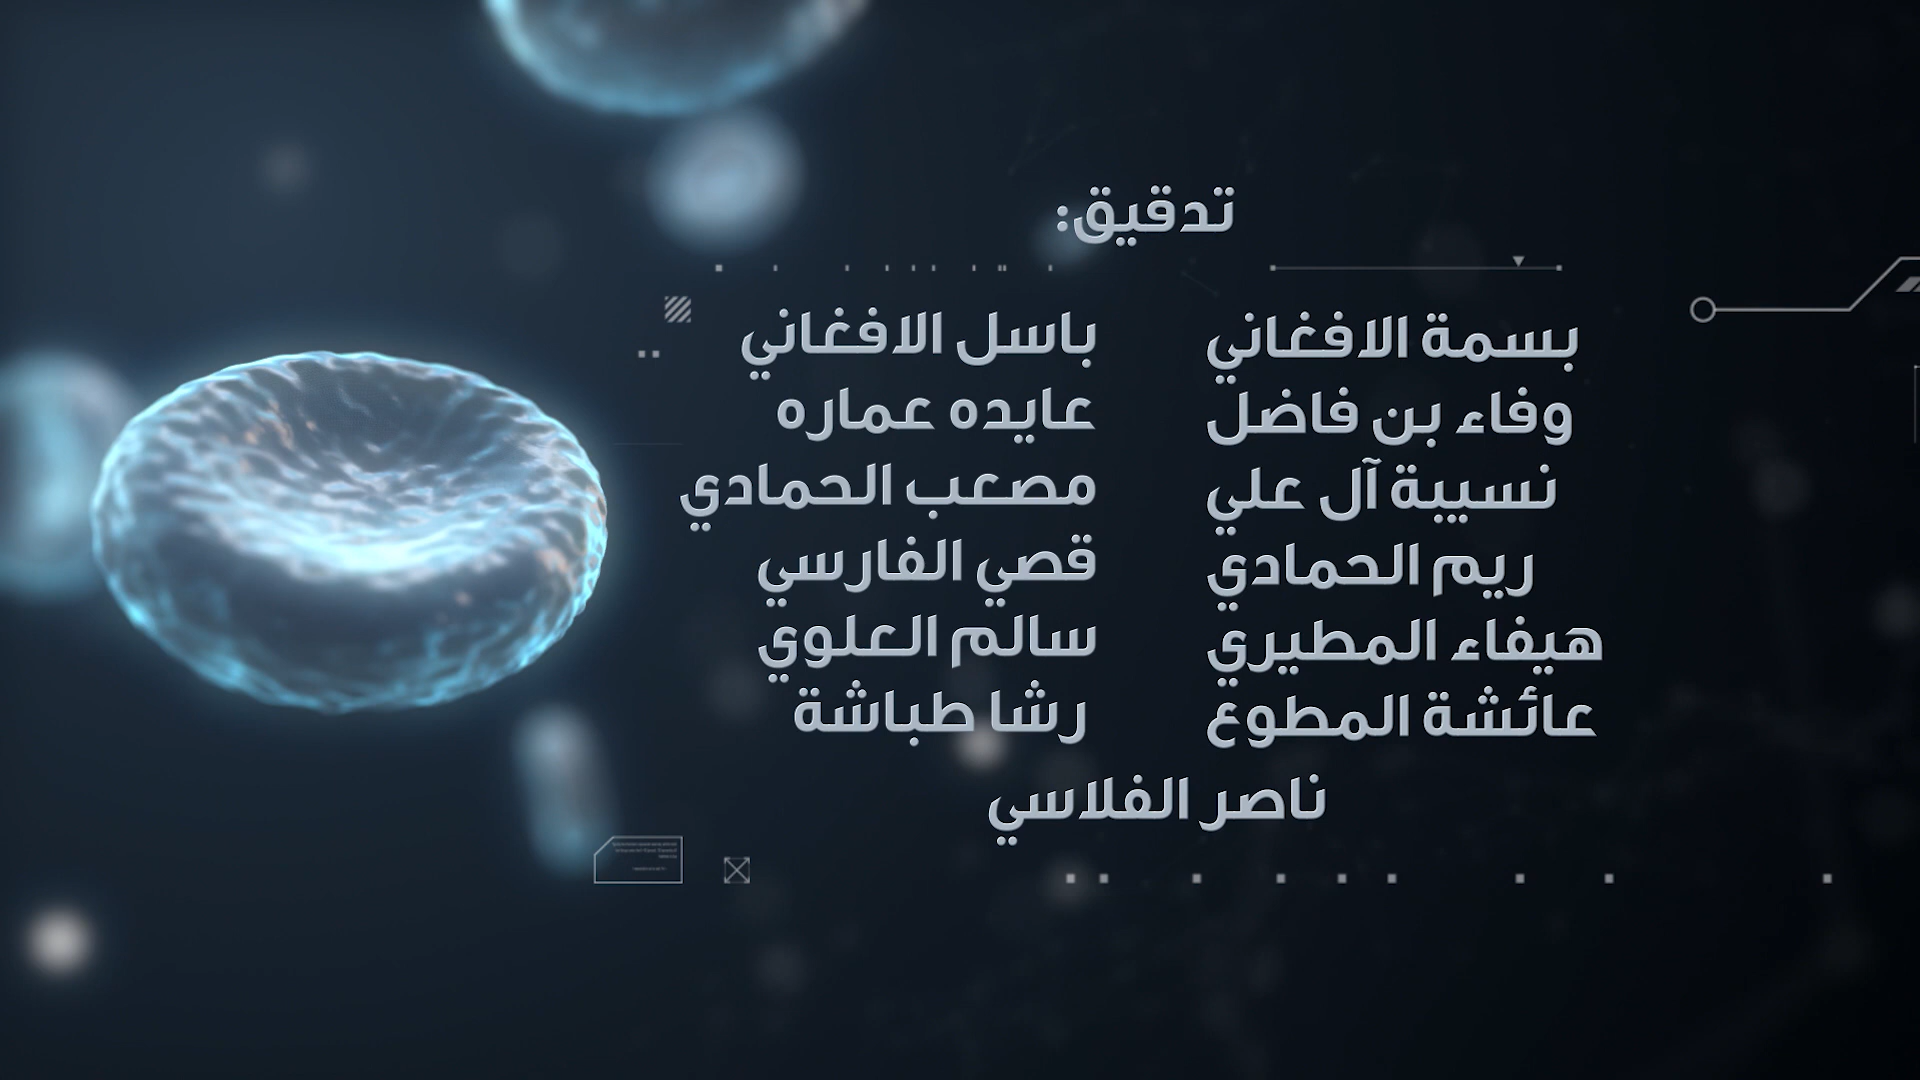 تدقيق:
بسمة الافغاني
باسل الافغاني
وفاء بن فاضل
عايده عماره
نسيبة آل علي
مصعب الحمادي
ريم الحمادي
قصي الفارسي
هيفاء المطيري
سالم العلوي
عائشة المطوع
رشا طباشة
ناصر الفلاسي